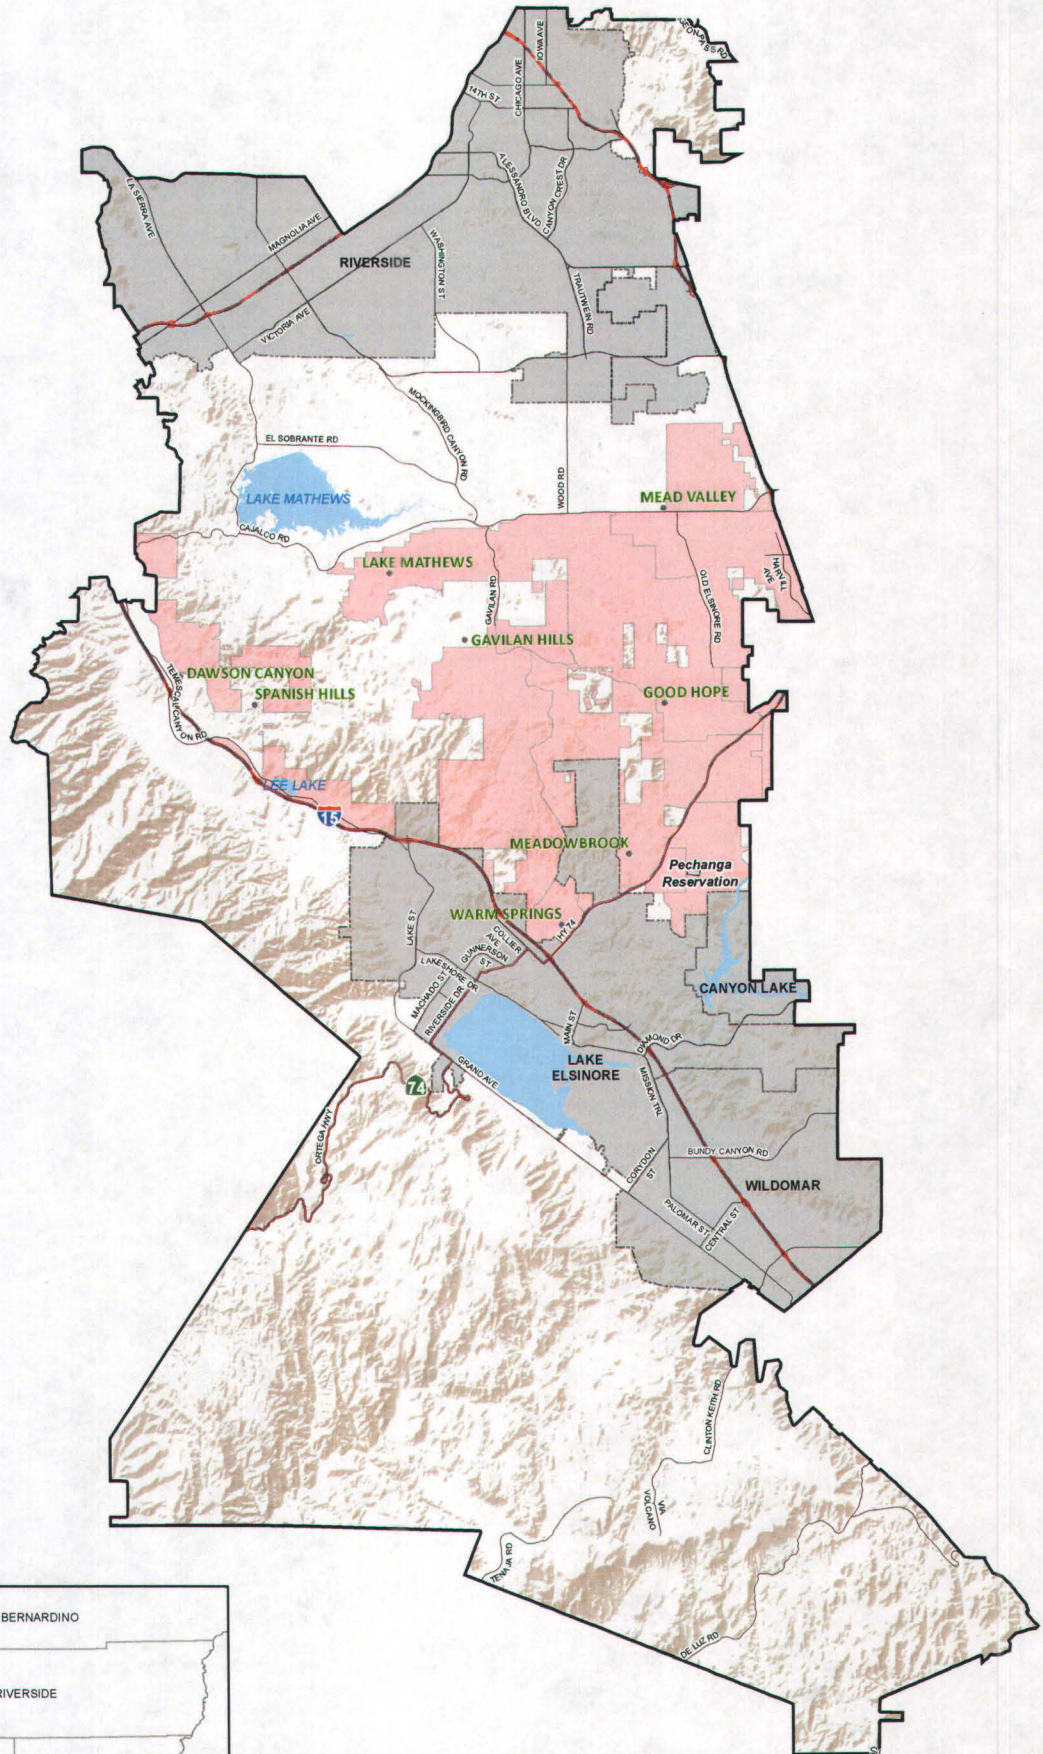 IOWA AVE
CHICAGO AVE
14TH ST
ALESSANDRO BLVD
CANYON CREST DR
LA SIERRA AVE
MAGNOLIA AVE
RIVERSIDE
WASHINGTON ST
VICTORIA AVE
TRAUTWEIN RD
MOCKINGBIRD CANYON RD
EL SOBRANTE RD
LAKE MATHEWS
WOOD RD
MEAD VALLEY
CAJALCO RD
LAKE MATHEWS
GAVILAN RD
OLD ELSINORE RD
HARVILL
AVE
GAVILAN HILLS
DAWSON CANYON
SPANISH HILLS
GOOD HOPE
TEMESCAL CANYON RD
LEE LAKE
15
MEADOWBROOK
Pechanga
Reservation
WARM SPRINGS
HY 74
LAKE ST
COLLIER
AVE
GUNNERSON
ST
LAKESHORE DR
MACHADO ST
RIVERSIDE DR
CANYON LAKE
MAIN ST
DIAMOND DR
LAKE
ELSINORE
GRAND AVE
74
MISSION TRL
ORTEGA HWY
BUNDY CANYON RD
CORYDON
ST
WILDOMAR
PALOMAR ST
CENTRAL ST
CLINTON KEITH RD
VIA
VOLCANO
TENAJA RD
DE LUZ RD
BERNARDINO
RIVERSIDE